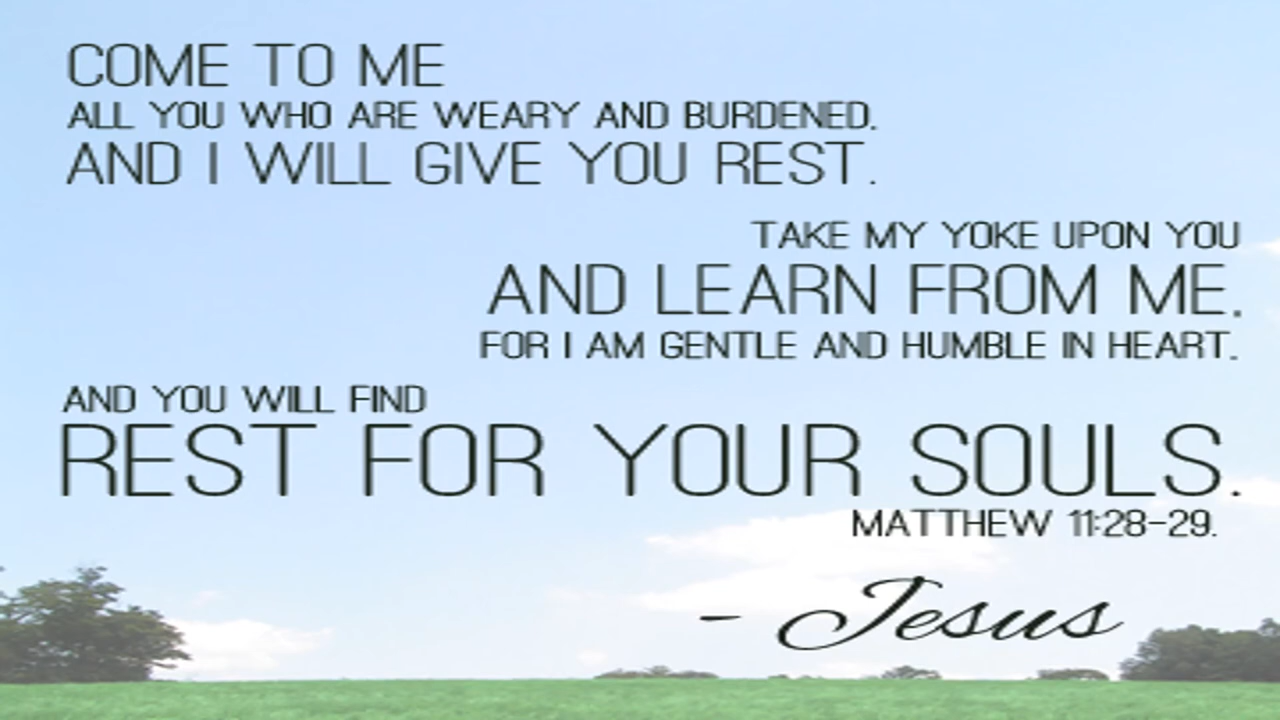 COME TO ME
ALL YOU WHO ARE WEARY AND BURDENED.
AND I WILL GIVE YOU REST.
TAKE MY YOKE UPON YOU
AND LEARN FROM ME.
FOR I AM GENTLE AND HUMBLE IN HEART.
AND YOU WILL FIND
REST FOR YOUR SOULS.
MATTHEW 11:28-29.
- Jesus